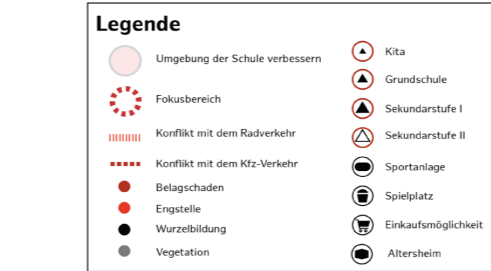 Legende
Umgebung der Schule verbessern
Fokusbereich
Konflikt mit dem Radverkehr
Konflikt mit dem Kfz-Verkehr
Belagschaden
Engstelle
Wurzelbildung
Vegetation
Kita
Grundschule
Sekundarstufe I
Sekundarstufe II
Sportanlage
Spielplatz
Einkaufsmöglichkeit
Altersheim